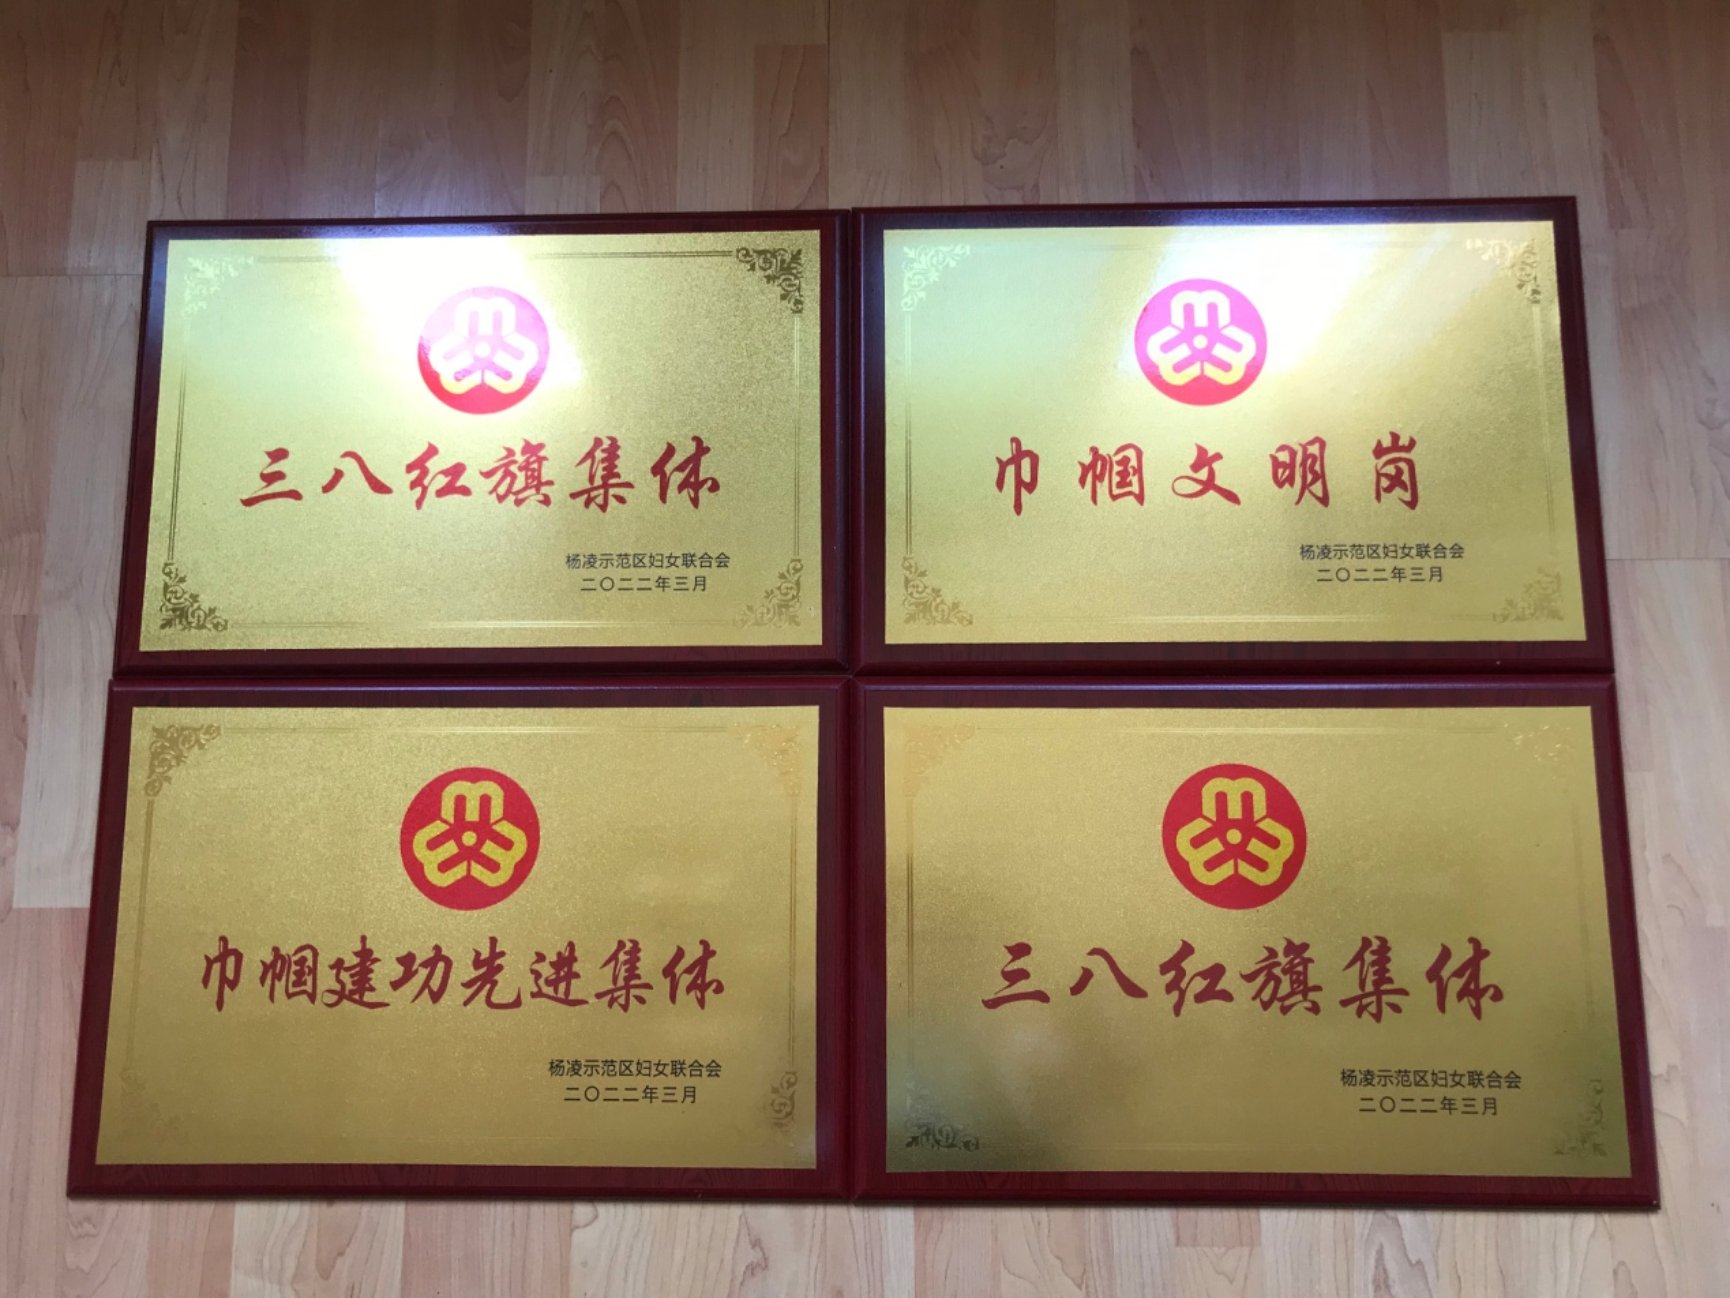 三八红旗集体
杨凌示范区妇女联合会
二〇二二年三月
巾帼文明岗
杨凌示范区妇女联合会
二〇二二年三月
巾帼建功先进集体
杨凌示范区妇女联合会
二〇二二年三月
三八红旗集体
杨凌示范区妇女联合会
二〇二二年三月